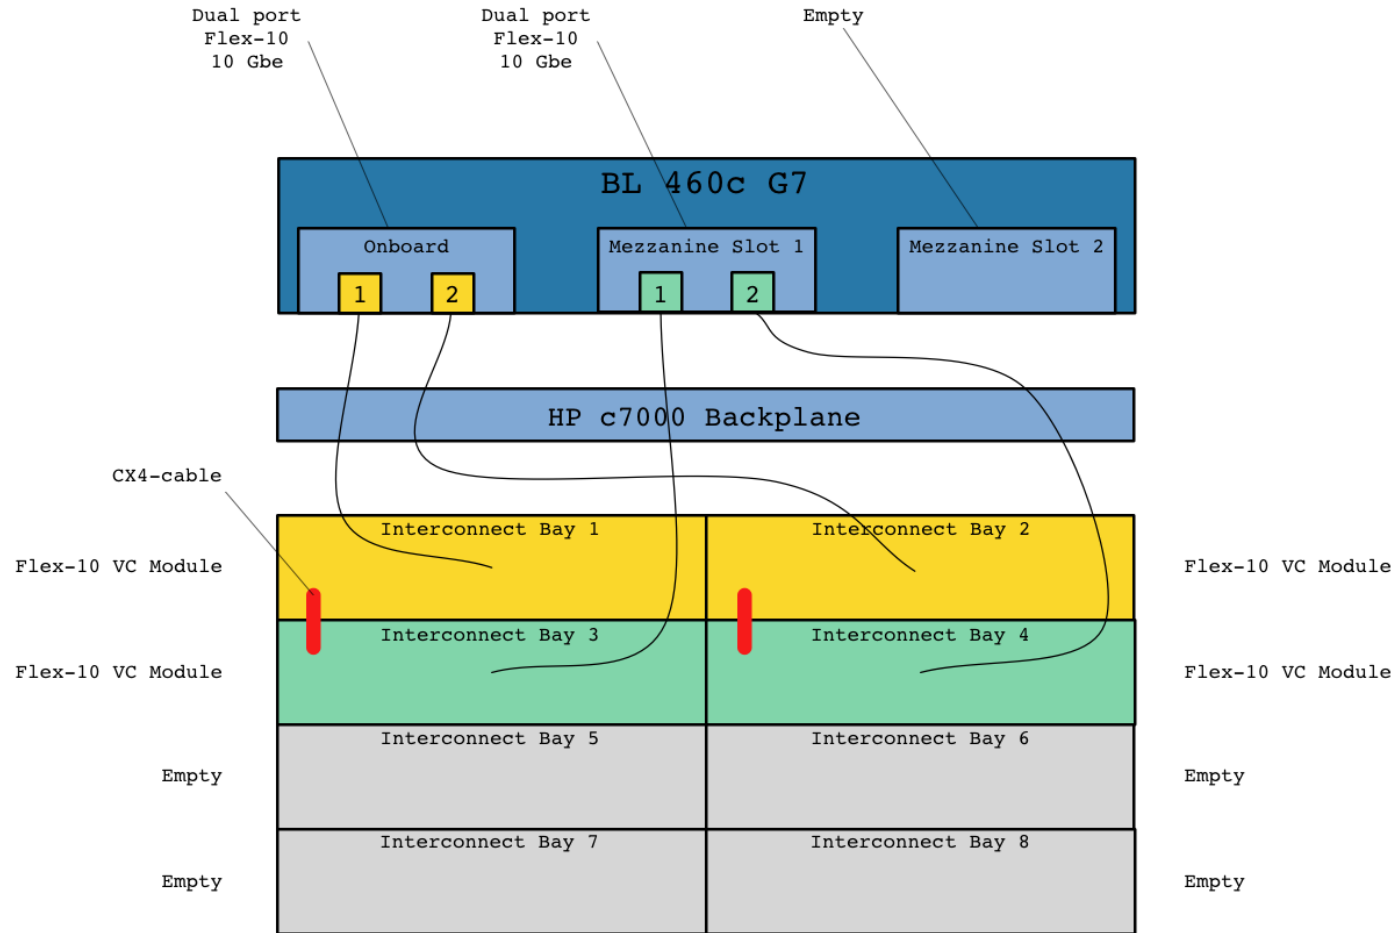 Dual port
Flex-10
10 Gbe
Dual port
Flex-10
10 Gbe
Empty
BL 460c G7
Onboard
Mezzanine Slot 1
Mezzanine Slot 2
1
2
1
2
HP c7000 Backplane
CX4-cable
Interconnect Bay 1
Interconnect Bay 2
Flex-10 VC Module
Flex-10 VC Module
Interconnect Bay 3
Interconnect Bay 4
Flex-10 VC Module
Flex-10 VC Module
Interconnect Bay 5
Interconnect Bay 6
Empty
Empty
Interconnect Bay 7
Interconnect Bay 8
Empty
Empty